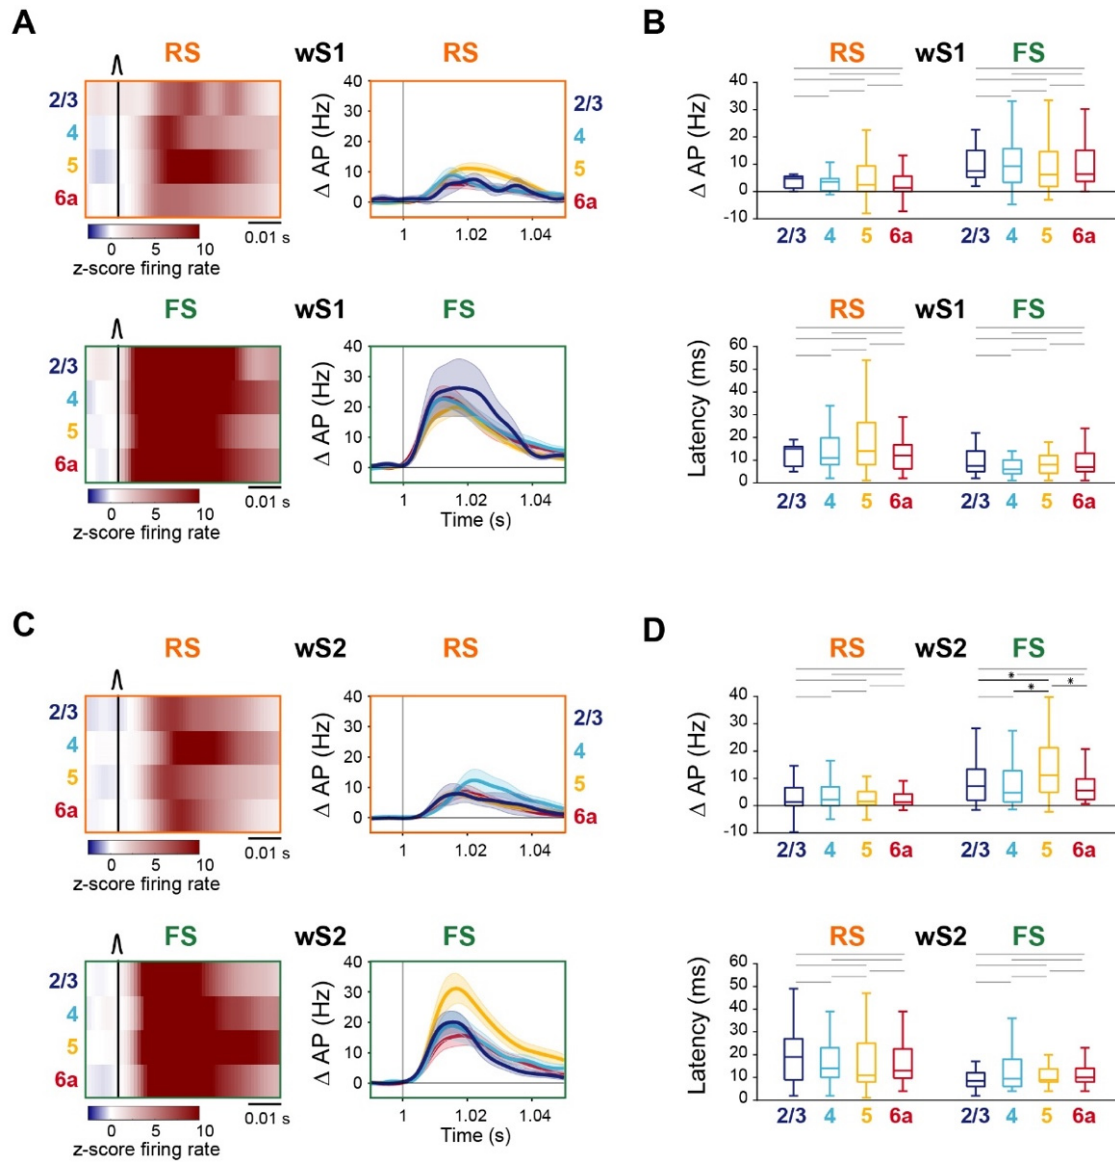 A
B
RS wS1 RS
RS wS1 FS
2/3
4
5
6a
0 5 10
z-score firing rate
0.01 s
Δ AP (Hz)
40
30
20
10
0
1 1.02 1.04
2/3
4
5
6a
Δ AP (Hz)
40
30
20
10
0
-10
2/3 4 5 6a 2/3 4 5 6a
FS wS1 FS
RS wS1 FS
2/3
4
5
6a
0 5 10
z-score firing rate
0.01 s
Δ AP (Hz)
40
30
20
10
0
1 1.02 1.04
Time (s)
Latency (ms)
60
50
40
30
20
10
0
2/3 4 5 6a 2/3 4 5 6a
C
D
RS wS2 RS
RS wS2 FS
2/3
4
5
6a
0 5 10
z-score firing rate
0.01 s
Δ AP (Hz)
40
30
20
10
0
1 1.02 1.04
2/3
4
5
6a
* * *
Δ AP (Hz)
40
30
20
10
0
-10
2/3 4 5 6a 2/3 4 5 6a
FS wS2 FS
RS wS2 FS
2/3
4
5
6a
0 5 10
z-score firing rate
0.01 s
Δ AP (Hz)
40
30
20
10
0
1 1.02 1.04
Time (s)
Latency (ms)
60
50
40
30
20
10
0
2/3 4 5 6a 2/3 4 5 6a